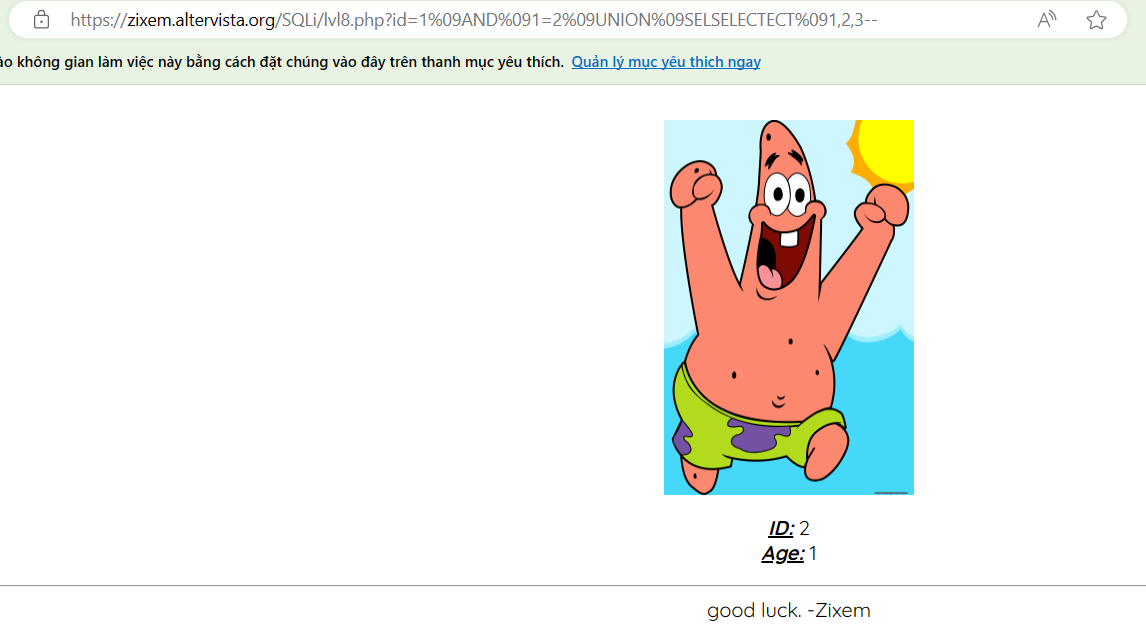 https://zixem.altervista.org/SQLi/lvl8.php?id=1%09AND%091=2%09UNION%09SELSELECTECT%091,2,3--
ào không gian làm việc này bằng cách đặt chúng vào đây trên thanh mục yêu thích. Quản lý mục yêu thích ngay
ID: 2
Age: 1
good luck. -Zixem